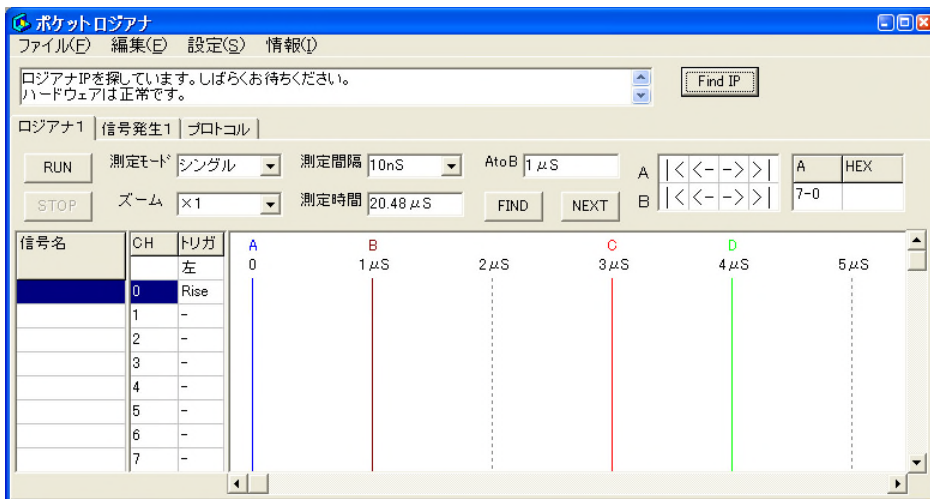 ポケットロジアナ
ファイル(F) 編集(E) 設定(S) 情報(I)
ロジアナIPを探しています。しばらくお待ちください。
ハードウェアは正常です。
Find IP
ロジアナ1 信号発生1 プロトコル
RUN 測定モード シングル 測定間隔 10nS AtoB 1μS A |< <- -> >| A HEX
STOP ズーム ×1 測定時間 20.48μS FIND NEXT B |< <- -> >| 7-0
信号名 CH トリガ A B C D
左 0 1μS 2μS 3μS 4μS 5μS
0 Rise
1 -
2 -
3 -
4 -
5 -
6 -
7 -